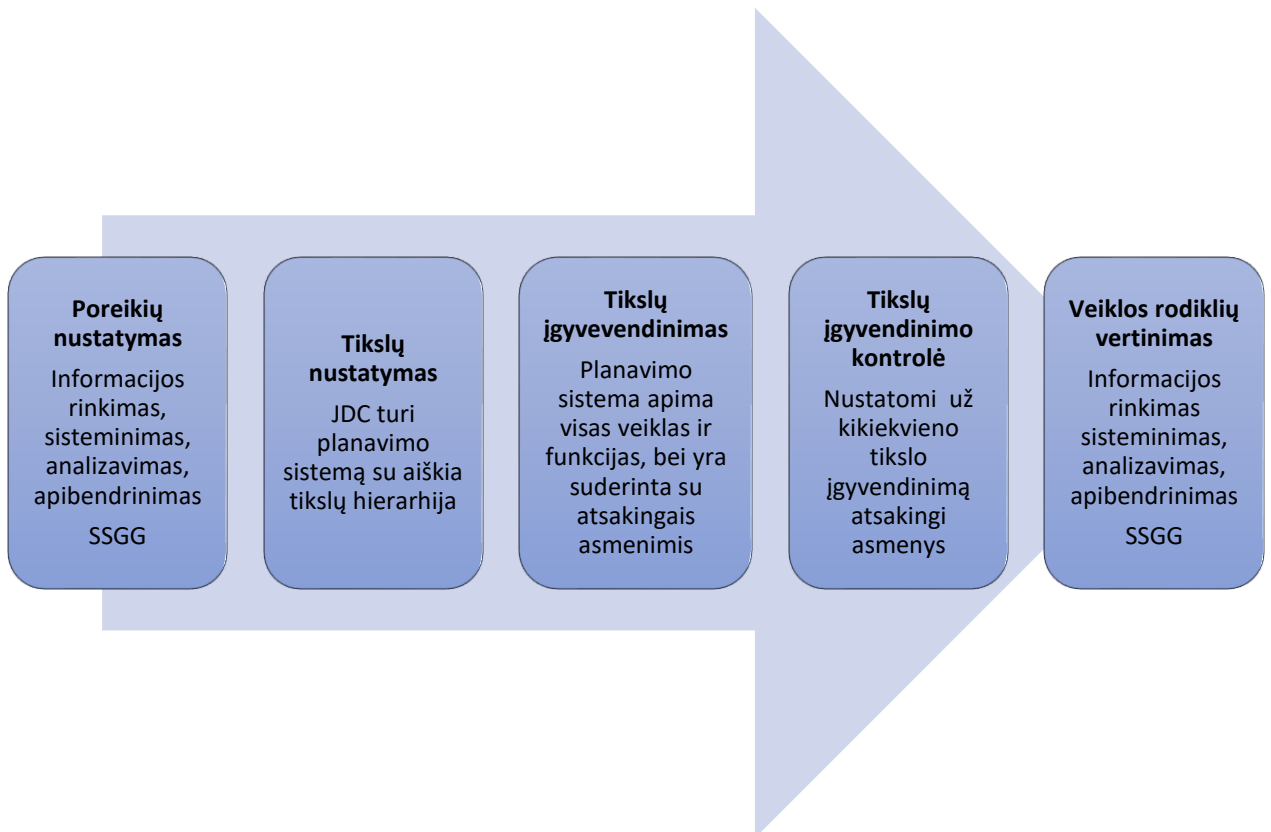 Poreikių
nustatymas
Informacijos
rinkimas,
sisteminimas,
analizavimas,
apibendrinimas
SSGG
Tikslų
nustatymas
JDC turi
planavimo
sistemą su aiškia
tikslų hierarhija
Tikslų
įgyvevendinimas
Planavimo
sistema apima
visas veiklas ir
funkcijas, bei yra
suderinta su
atsakingais
asmenimis
Tikslų
įgyvendinimo
kontrolė
Nustatomi už
kikiekvieno
tikslo
įgyvendinimą
atsakingi
asmenys
Veiklos rodiklių
vertinimas
Informacijos
rinkimas
sisteminimas,
analizavimas,
apibendrinimas
SSGG